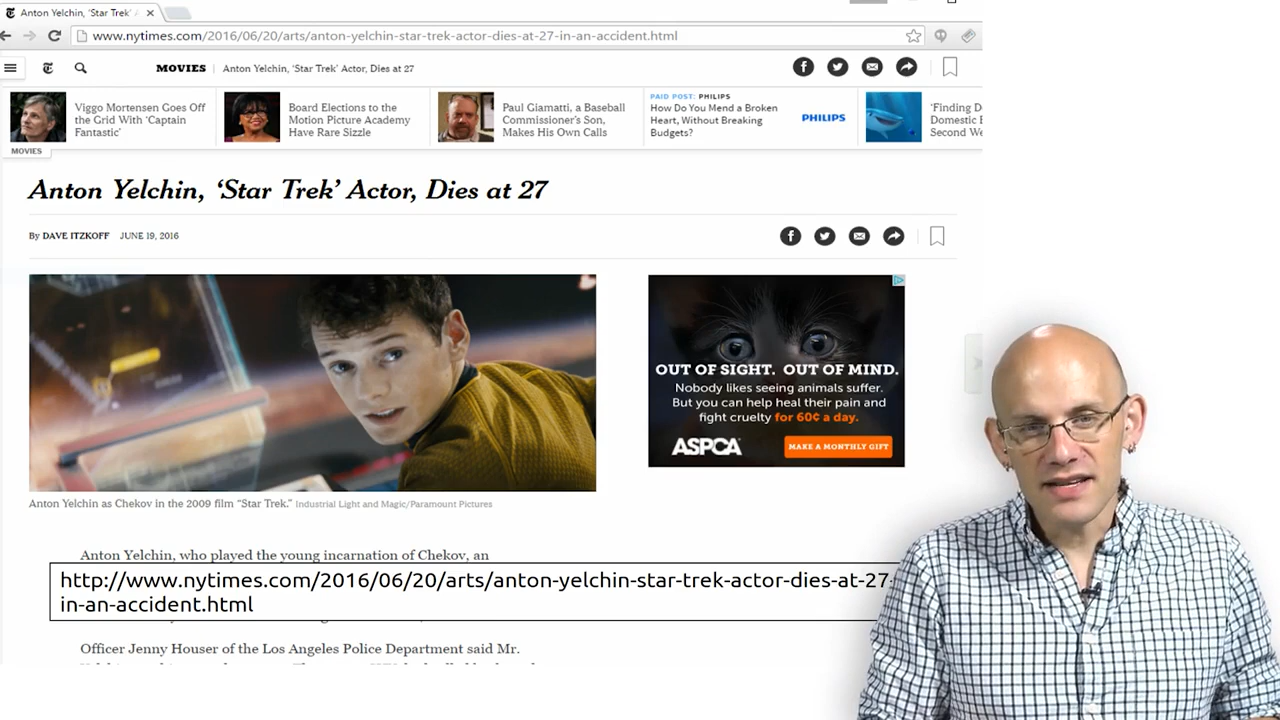 Anton Yelchin, ‘Star Trek’
www.nytimes.com/2016/06/20/arts/anton-yelchin-star-trek-actor-dies-at-27-in-an-accident.html
MOVIES | Anton Yelchin, ‘Star Trek’ Actor, Dies at 27
Viggo Mortensen Goes Off
the Grid With ‘Captain
Fantastic’
Board Elections to the
Motion Picture Academy
Have Rare Sizzle
Paul Giamatti, a Baseball
Commissioner’s Son,
Makes His Own Calls
PAID POST: PHILIPS
How Do You Mend a Broken
Heart, Without Breaking
Budgets?
PHILIPS
‘Finding D
Domestic
Second We
MOVIES
Anton Yelchin, ‘Star Trek’ Actor, Dies at 27
By DAVE ITZKOFF JUNE 19, 2016
OUT OF SIGHT. OUT OF MIND.
Nobody likes seeing animals suffer.
But you can help heal their pain and
fight cruelty for 60¢ a day.
ASPCA
MAKE A MONTHLY GIFT
Anton Yelchin as Chekov in the 2009 film “Star Trek.” Industrial Light and Magic/Paramount Pictures
Anton Yelchin, who played the young incarnation of Chekov, an
http://www.nytimes.com/2016/06/20/arts/anton-yelchin-star-trek-actor-dies-at-27-
in-an-accident.html
Officer Jenny Houser of the Los Angeles Police Department said Mr.